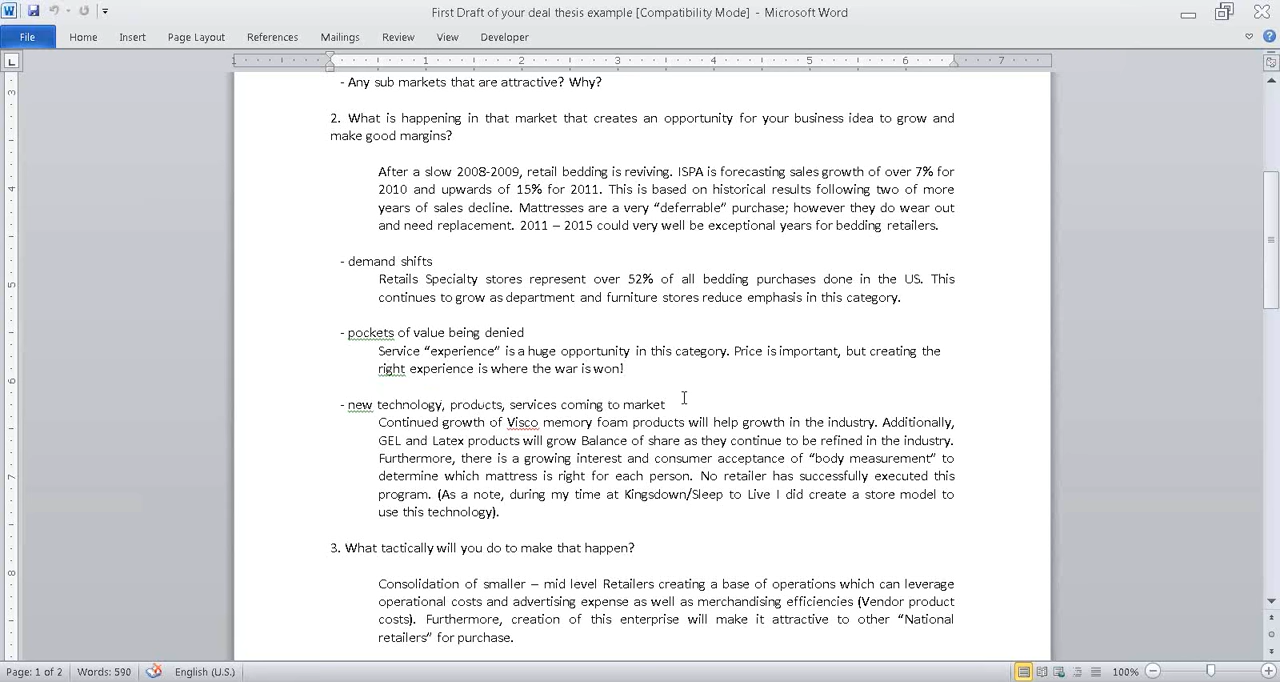 First Draft of your deal thesis example [Compatibility Mode] - Microsoft Word
File Home Insert Page Layout References Mailings Review View Developer
1 1 2 3 4 5 6 7
- Any sub markets that are attractive? Why?
2. What is happening in that market that creates an opportunity for your business idea to grow and
make good margins?
After a slow 2008-2009, retail bedding is reviving. ISPA is forecasting sales growth of over 7% for
2010 and upwards of 15% for 2011. This is based on historical results following two of more
years of sales decline. Mattresses are a very “deferrable” purchase; however they do wear out
and need replacement. 2011 – 2015 could very well be exceptional years for bedding retailers.
- demand shifts
Retails Specialty stores represent over 52% of all bedding purchases done in the US. This
continues to grow as department and furniture stores reduce emphasis in this category.
- pockets of value being denied
Service “experience” is a huge opportunity in this category. Price is important, but creating the
right experience is where the war is won!
- new technology, products, services coming to market
Continued growth of Visco memory foam products will help growth in the industry. Additionally,
GEL and Latex products will grow Balance of share as they continue to be refined in the industry.
Furthermore, there is a growing interest and consumer acceptance of “body measurement” to
determine which mattress is right for each person. No retailer has successfully executed this
program. (As a note, during my time at Kingsdown/Sleep to Live I did create a store model to
use this technology).
3. What tactically will you do to make that happen?
Consolidation of smaller – mid level Retailers creating a base of operations which can leverage
operational costs and advertising expense as well as merchandising efficiencies (Vendor product
costs). Furthermore, creation of this enterprise will make it attractive to other “National
retailers” for purchase.
3
4
5
6
7
8
Page: 1 of 2 Words: 590 English (U.S.) 100%